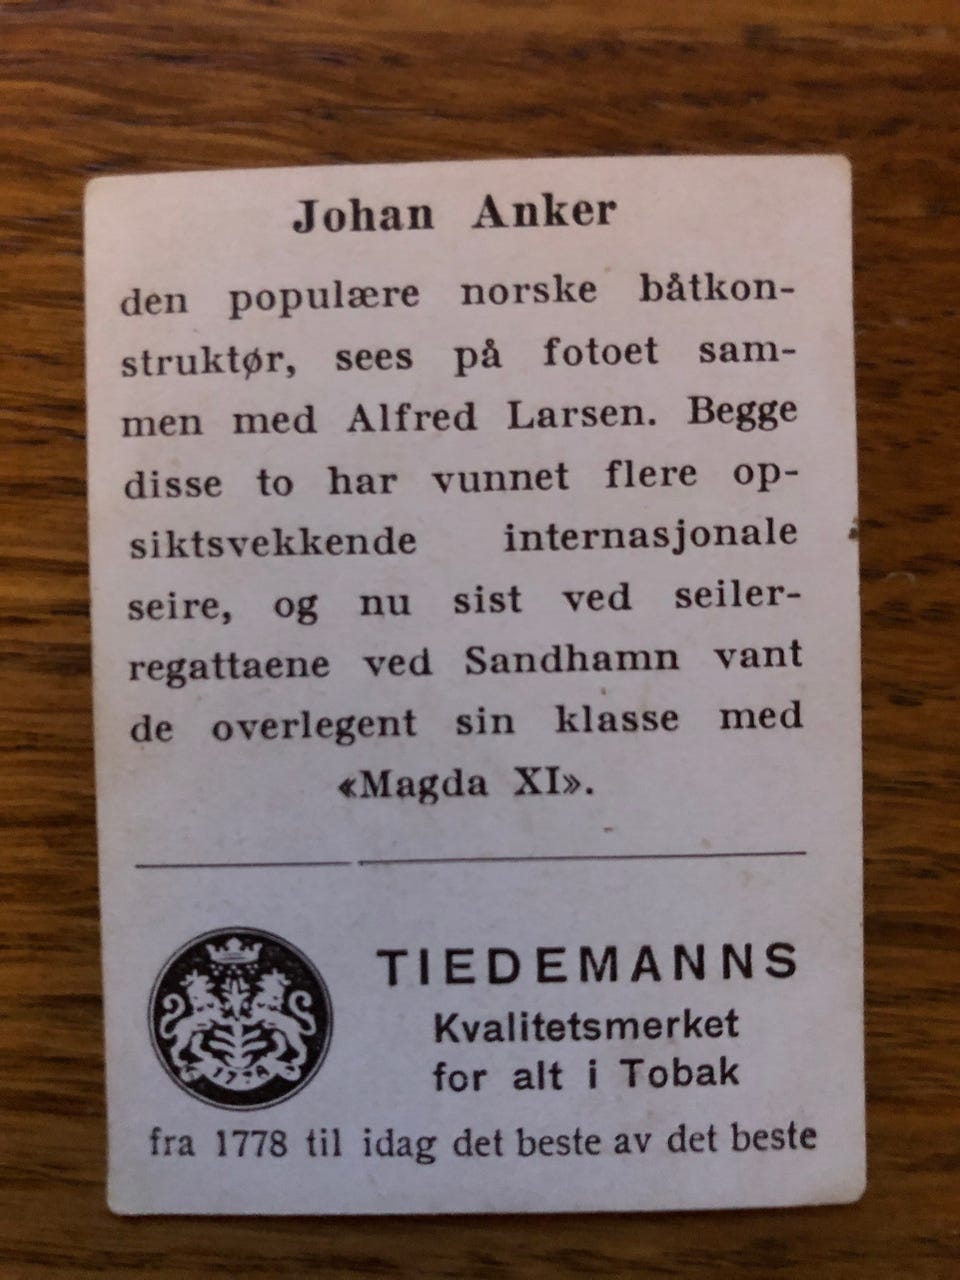 Johan Anker
den populære norske båtkon-
struktør, sees på fotoet sam-
men med Alfred Larsen. Begge
disse to har vunnet flere op-
siktsvekkende internasjonale
seire, og nu sist ved seiler-
regattaene ved Sandhamn vant
de overlegent sin klasse med
«Magda XI».
1778
TIEDEMANNS
Kvalitetsmerket
for alt i Tobak
fra 1778 til idag det beste av det beste